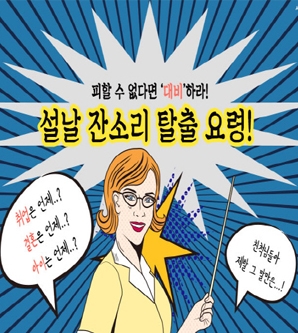 피할 수 없다면 '대비'하라!
설날 잔소리 탈출 요령!
취업은 언제..?
결혼은 언제..?
아이는 언제..?
친척님들아
제발 그 말만은...!